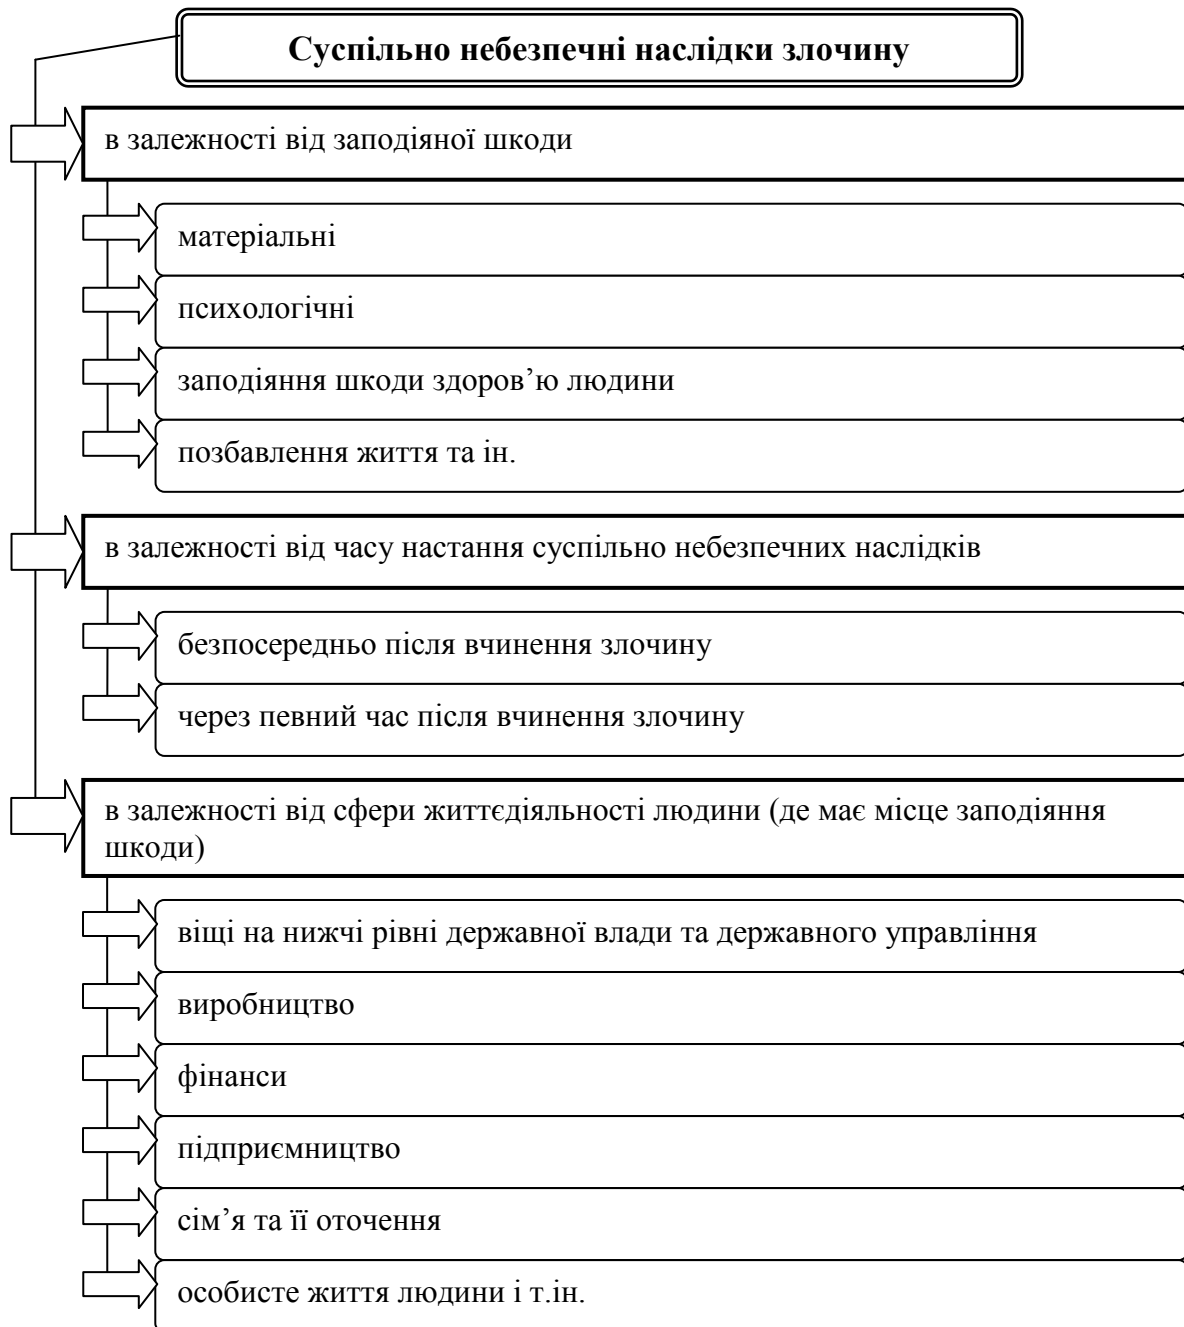 Суспільно небезпечні наслідки злочину
в залежності від заподіяної шкоди
матеріальні
психологічні
заподіяння шкоди здоров’ю людини
позбавлення життя та ін.
в залежності від часу настання суспільно небезпечних наслідків
безпосередньо після вчинення злочину
через певний час після вчинення злочину
в залежності від сфери життєдіяльності людини (де має місце заподіяння
шкоди)
віщі на нижчі рівні державної влади та державного управління
виробництво
фінанси
підприємництво
сім’я та її оточення
особисте життя людини і т.ін.